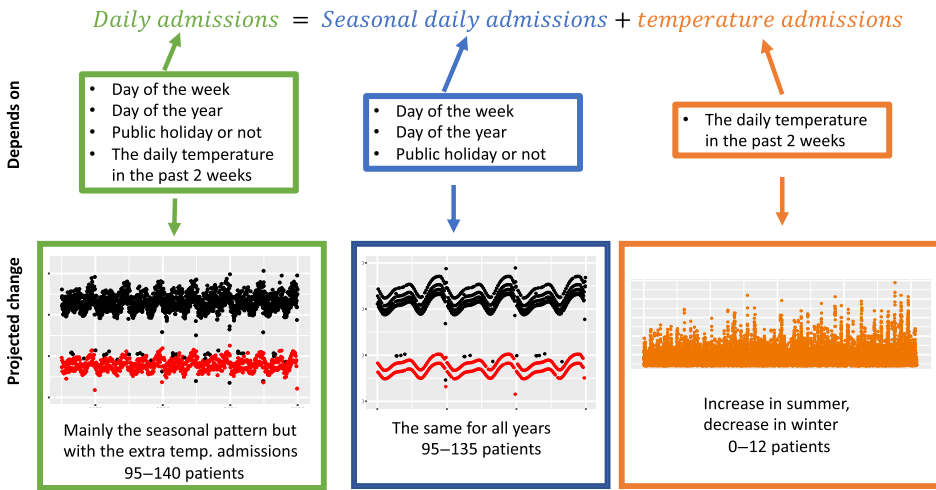 Daily admissions = Seasonal daily admissions + temperature admissions
Depends on
• Day of the week
• Day of the year
• Public holiday or not
• The daily temperature
in the past 2 weeks
• Day of the week
• Day of the year
• Public holiday or not
• The daily temperature
in the past 2 weeks
Projected change
Mainly the seasonal pattern but
with the extra temp. admissions
95–140 patients
The same for all years
95–135 patients
Increase in summer,
decrease in winter
0–12 patients